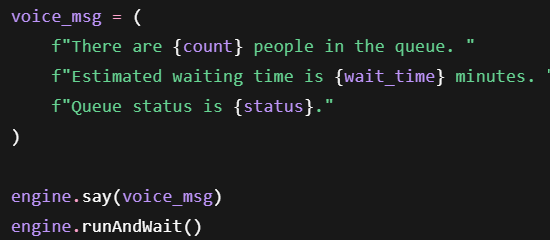 voice_msg = (
    f"There are {count} people in the queue. "
    f"Estimated waiting time is {wait_time} minutes. "
    f"Queue status is {status}."
)
engine.say(voice_msg)
engine.runAndWait()